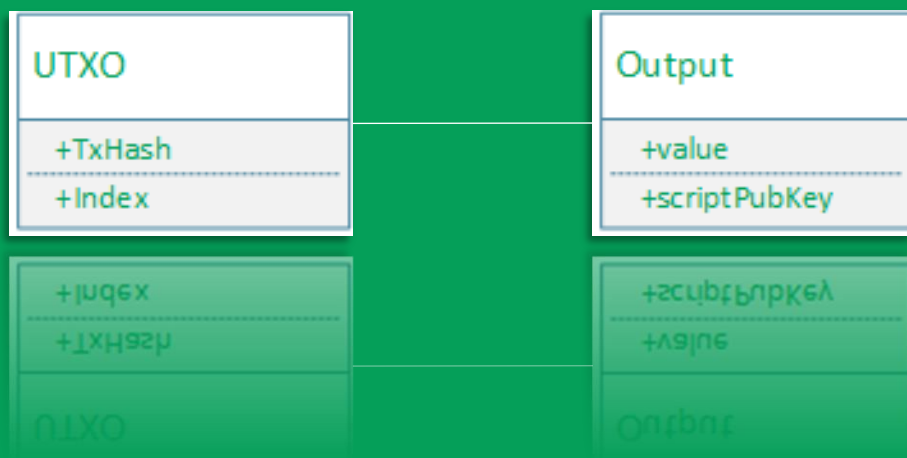 UTXO
+TxHash
+Index
Output
+value
+scriptPubKey